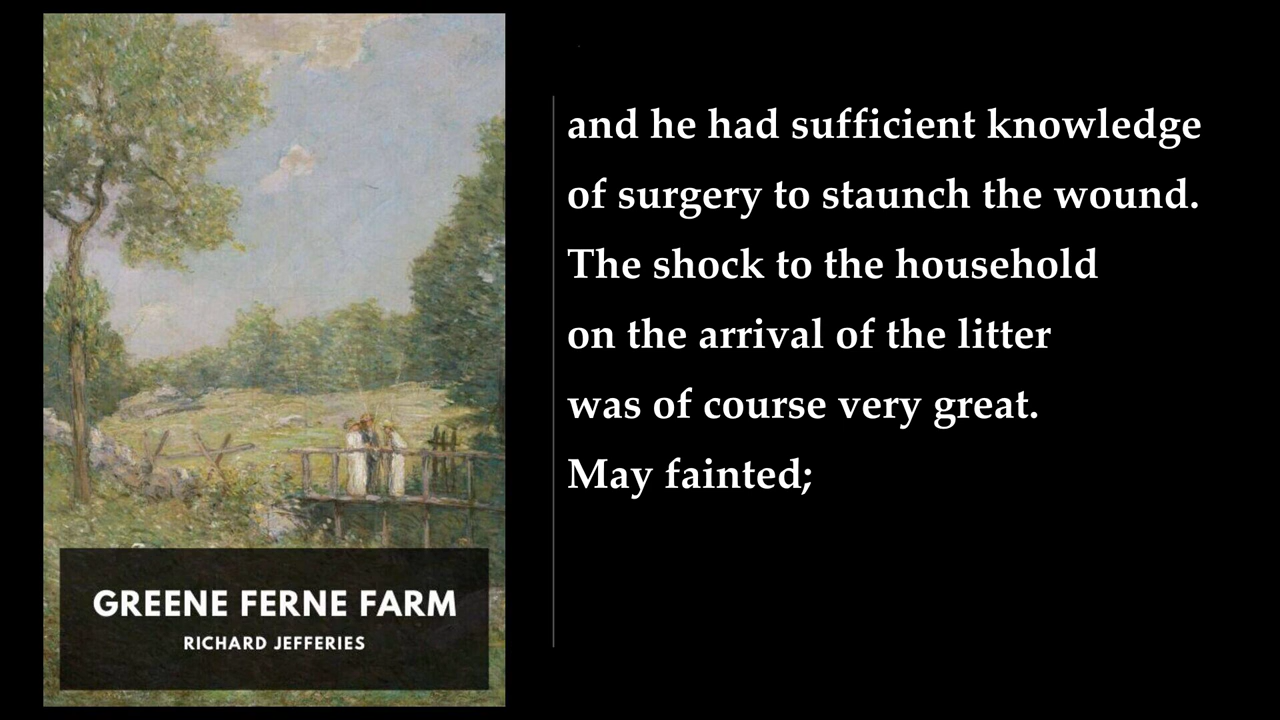 GREENE FERNE FARM
RICHARD JEFFERIES
and he had sufficient knowledge
of surgery to staunch the wound.
The shock to the household
on the arrival of the litter
was of course very great.
May fainted;